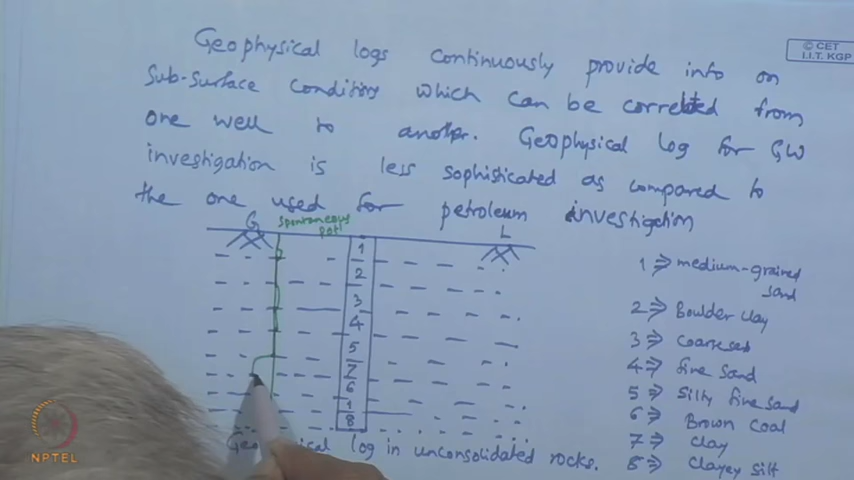 © CET
I.I.T. KGP
Geophysical logs continuously provide info on
Sub-Surface Conditions which can be correlated from
one well to another. Geophysical log for GW
investigation is less sophisticated as compared to
the one used for petroleum investigation
G spontaneous L
pot'
1
2
3
4
5
7
6
1
8
1 ⇒ medium-grained
sand
2 ⇒ Boulder clay
3 ⇒
4 ⇒ fine sand
5 ⇒ Silty fine sand
6 ⇒ Brown coal
7 ⇒ clay
8 ⇒ clayey silt
log in unconsolidated rocks.
NPTEL